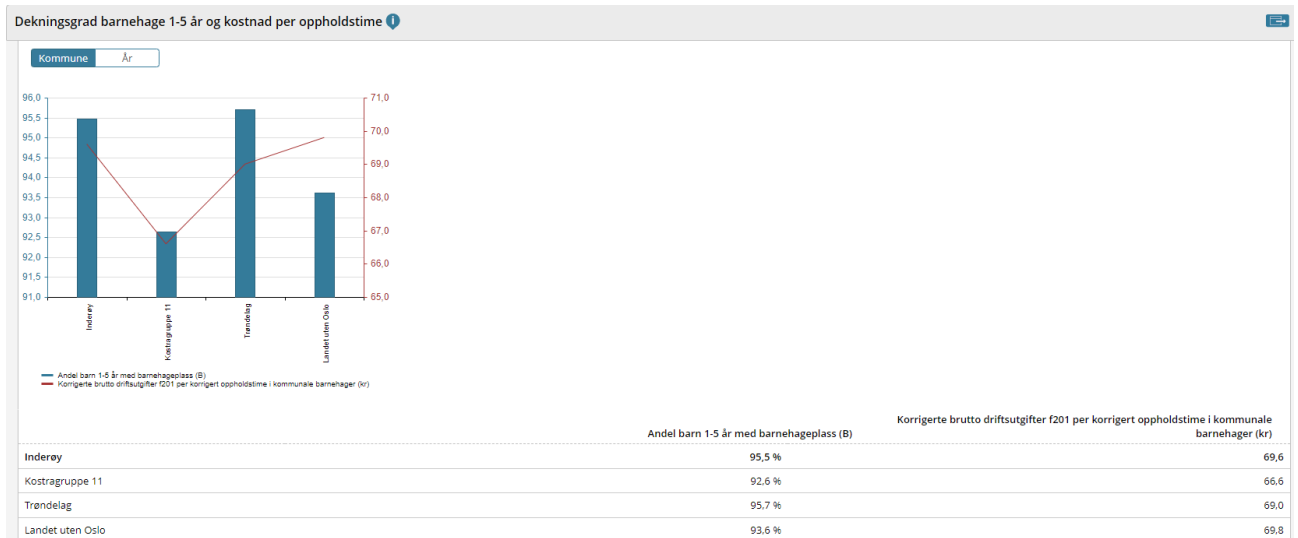 Dekningsgrad barnehage 1-5 år og kostnad per oppholdstime i
Kommune År
96,0 71,0
95,5
95,0 70,0
94,5 69,0
94,0
93,5 68,0
93,0
92,5 67,0
92,0 66,0
91,5
91,0 65,0
Inderøy
Kostragruppe 11
Trøndelag
Landet uten Oslo
Andel barn 1-5 år med barnehageplass (B)
Korrigerte brutto driftsutgifter f201 per korrigert oppholdstime i kommunale barnehager (kr)
Korrigerte brutto driftsutgifter f201 per korrigert oppholdstime i kommunale
Andel barn 1-5 år med barnehageplass (B) barnehager (kr)
Inderøy 95,5 % 69,6
Kostragruppe 11 92,6 % 66,6
Trøndelag 95,7 % 69,0
Landet uten Oslo 93,6 % 69,8